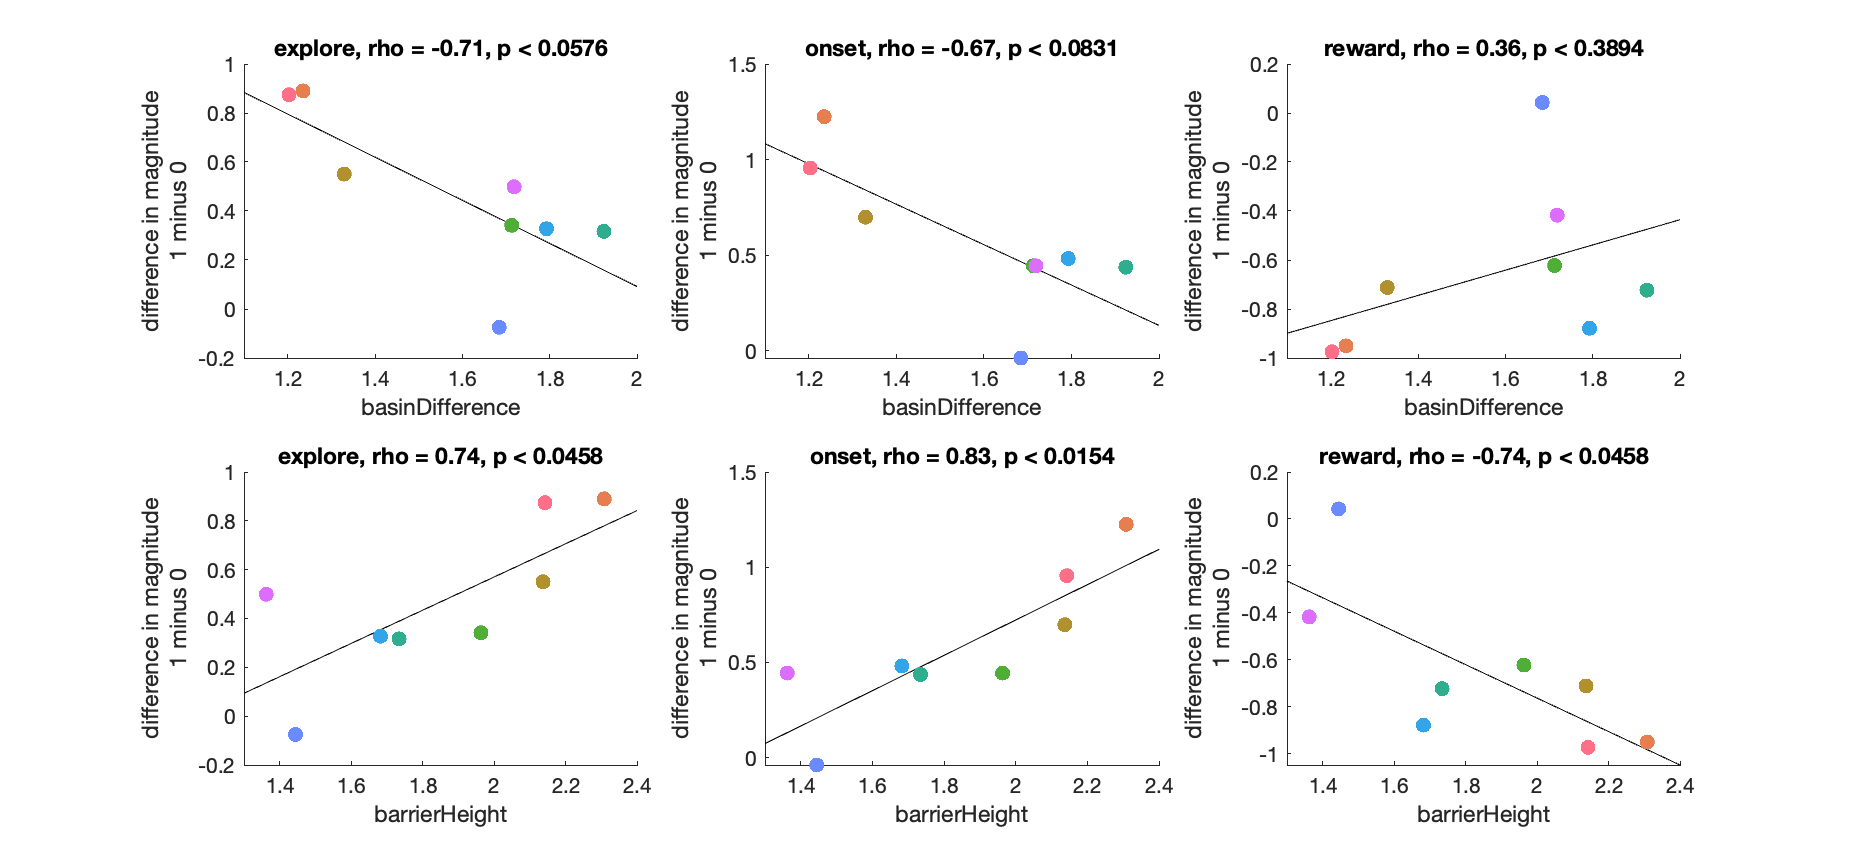 explore, rho = -0.71, p < 0.0576
difference in magnitude
1 minus 0
1
0.8
0.6
0.4
0.2
0
-0.2
1.2 1.4 1.6 1.8 2
basinDifference
onset, rho = -0.67, p < 0.0831
difference in magnitude
1 minus 0
1.5
1
0.5
0
1.2 1.4 1.6 1.8 2
basinDifference
reward, rho = 0.36, p < 0.3894
difference in magnitude
1 minus 0
0.2
0
-0.2
-0.4
-0.6
-0.8
-1
1.2 1.4 1.6 1.8 2
basinDifference
explore, rho = 0.74, p < 0.0458
difference in magnitude
1 minus 0
1
0.8
0.6
0.4
0.2
0
-0.2
1.4 1.6 1.8 2 2.2 2.4
barrierHeight
onset, rho = 0.83, p < 0.0154
difference in magnitude
1 minus 0
1.5
1
0.5
0
1.4 1.6 1.8 2 2.2 2.4
barrierHeight
reward, rho = -0.74, p < 0.0458
difference in magnitude
1 minus 0
0.2
0
-0.2
-0.4
-0.6
-0.8
-1
1.4 1.6 1.8 2 2.2 2.4
barrierHeight